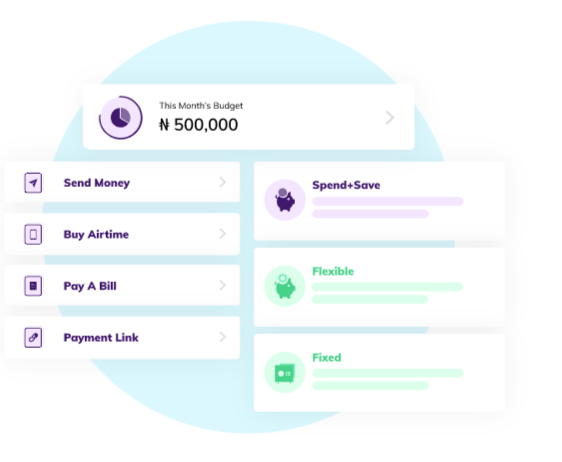 This Month's Budget
₦ 500,000
Send Money
Buy Airtime
Pay A Bill
Payment Link
Spend+Save
Flexible
Fixed